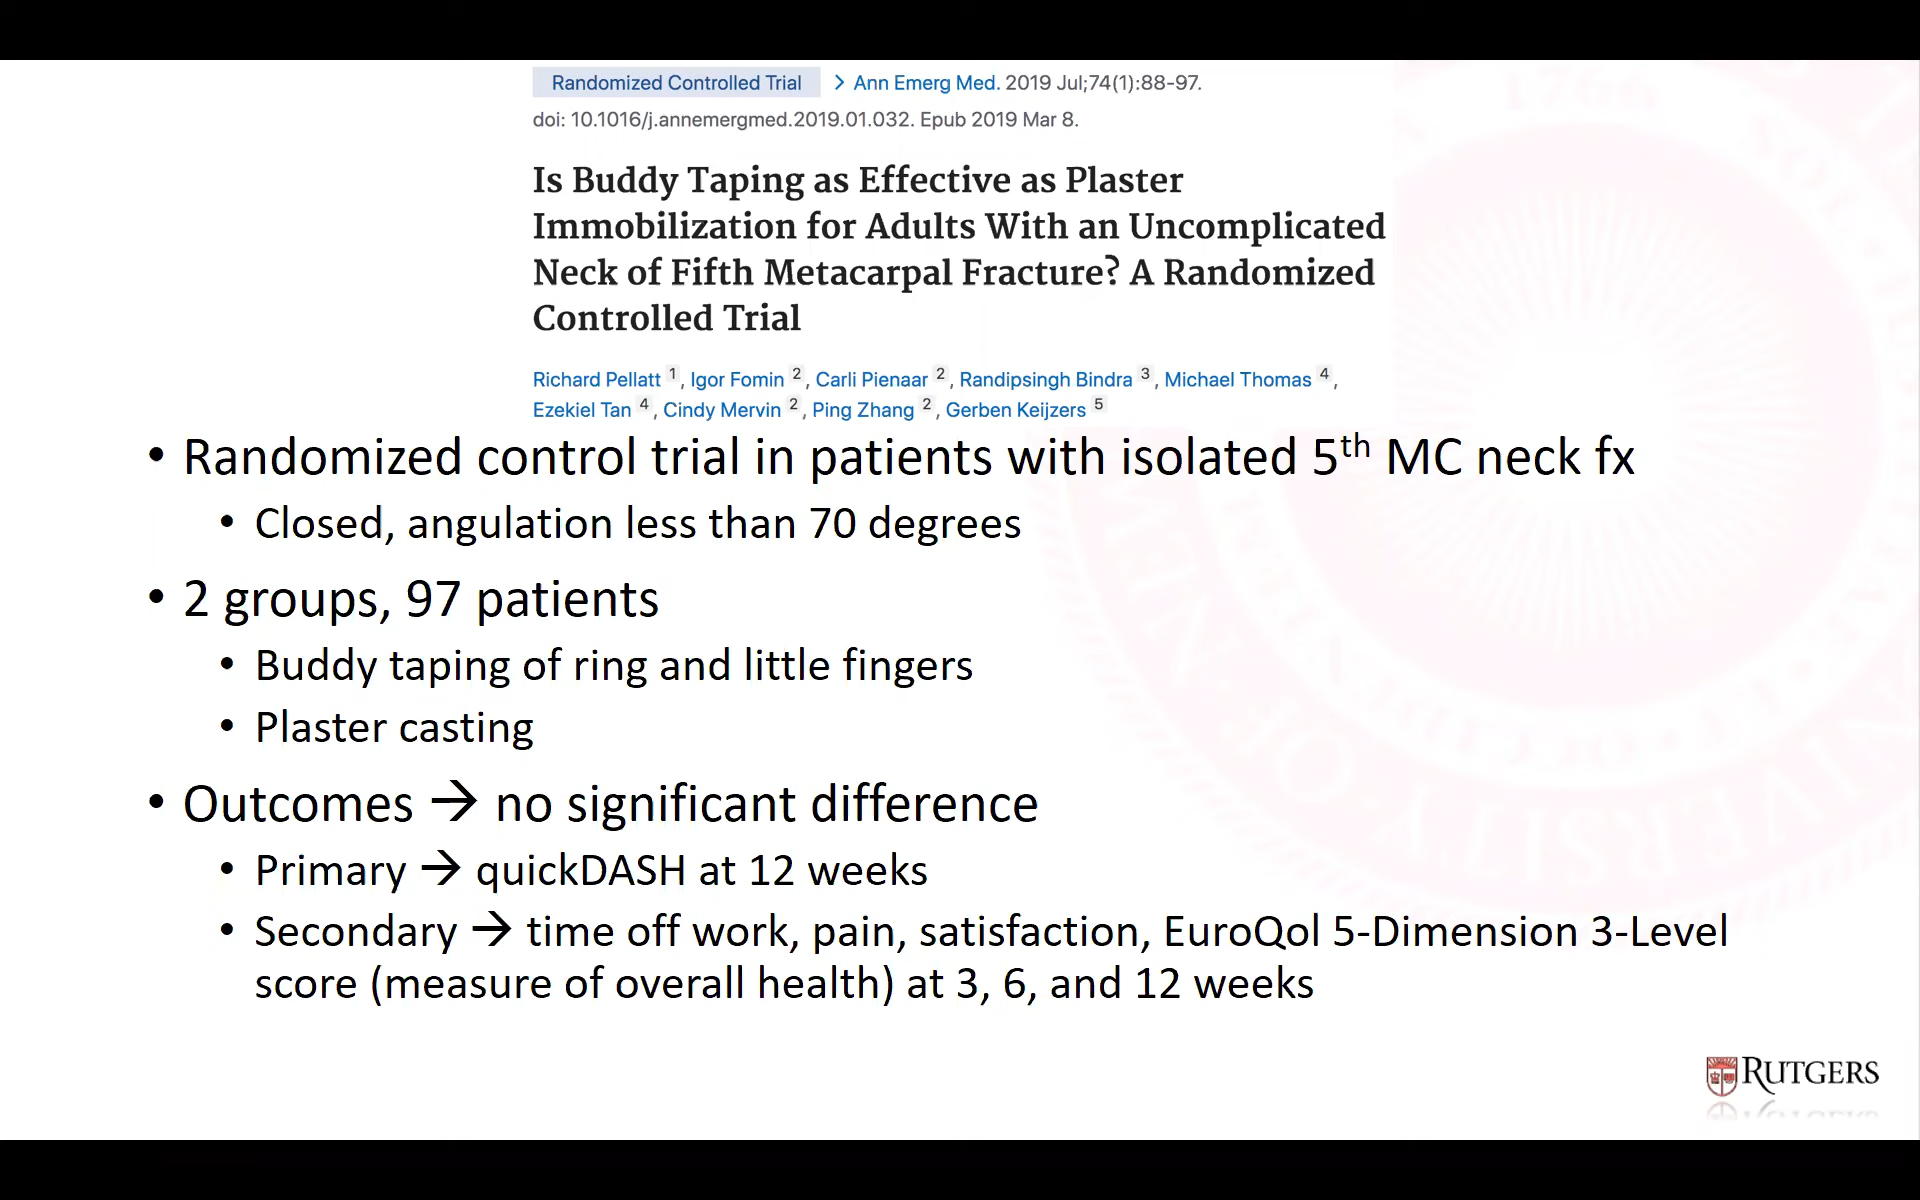 Randomized Controlled Trial > Ann Emerg Med. 2019 Jul;74(1):88-97.
doi: 10.1016/j.annemergmed.2019.01.032. Epub 2019 Mar 8.
Is Buddy Taping as Effective as Plaster
Immobilization for Adults With an Uncomplicated
Neck of Fifth Metacarpal Fracture? A Randomized
Controlled Trial
Richard Pellatt 1, Igor Fomin 2, Carli Pienaar 2, Randipsingh Bindra 3, Michael Thomas 4,
Ezekiel Tan 4, Cindy Mervin 2, Ping Zhang 2, Gerben Keijzers 5
• Randomized control trial in patients with isolated 5th MC neck fx
• Closed, angulation less than 70 degrees
• 2 groups, 97 patients
• Buddy taping of ring and little fingers
• Plaster casting
• Outcomes → no significant difference
• Primary → quickDASH at 12 weeks
• Secondary → time off work, pain, satisfaction, EuroQol 5-Dimension 3-Level
score (measure of overall health) at 3, 6, and 12 weeks
RUTGERS